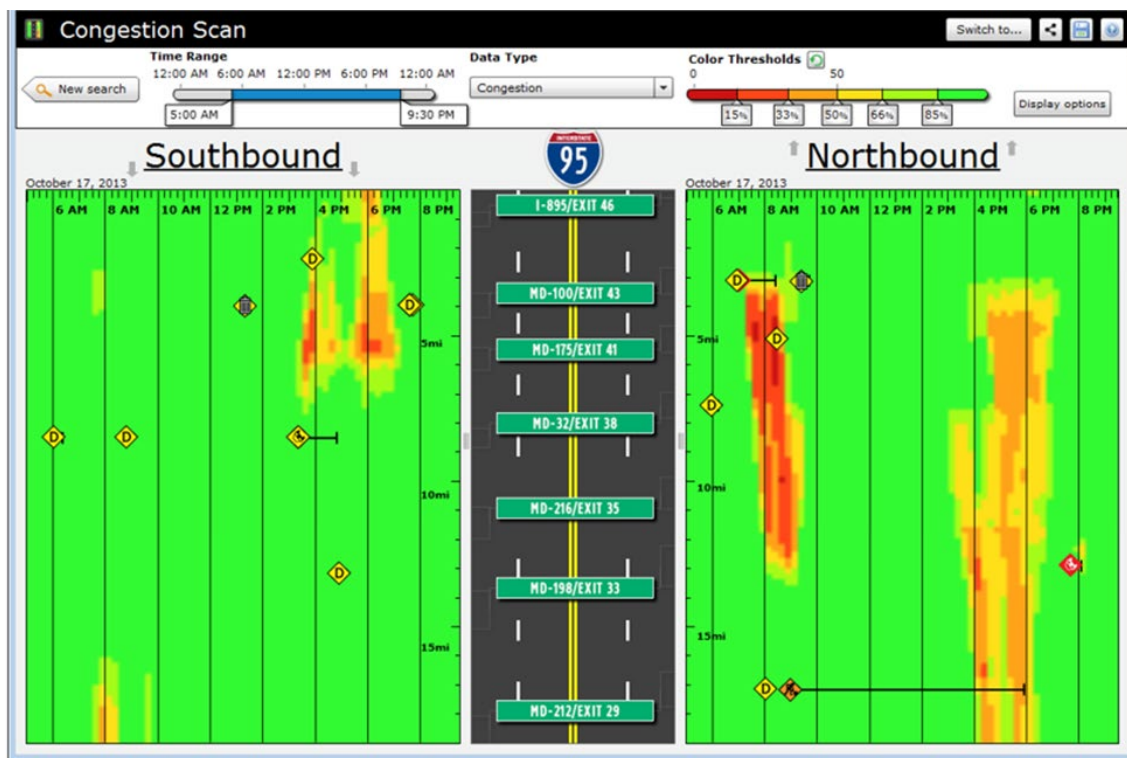 Congestion Scan
Switch to...
Time Range
12:00 AM 6:00 AM 12:00 PM 6:00 PM 12:00 AM
5:00 AM
9:30 PM
New search
Data Type
Congestion
Color Thresholds
0 50
15% 33% 50% 66% 85%
Display options
Southbound
INTERSTATE
95
Northbound
October 17, 2013
6 AM 8 AM 10 AM 12 PM 2 PM 4 PM 6 PM 8 PM
D
D
5mi
D
D
10mi
D
15mi
I-895/EXIT 46
MD-100/EXIT 43
MD-175/EXIT 41
MD-32/EXIT 38
MD-216/EXIT 35
MD-198/EXIT 33
MD-212/EXIT 29
October 17, 2013
6 AM 8 AM 10 AM 12 PM 2 PM 4 PM 6 PM 8 PM
D
D
5mi
D
10mi
15mi
D